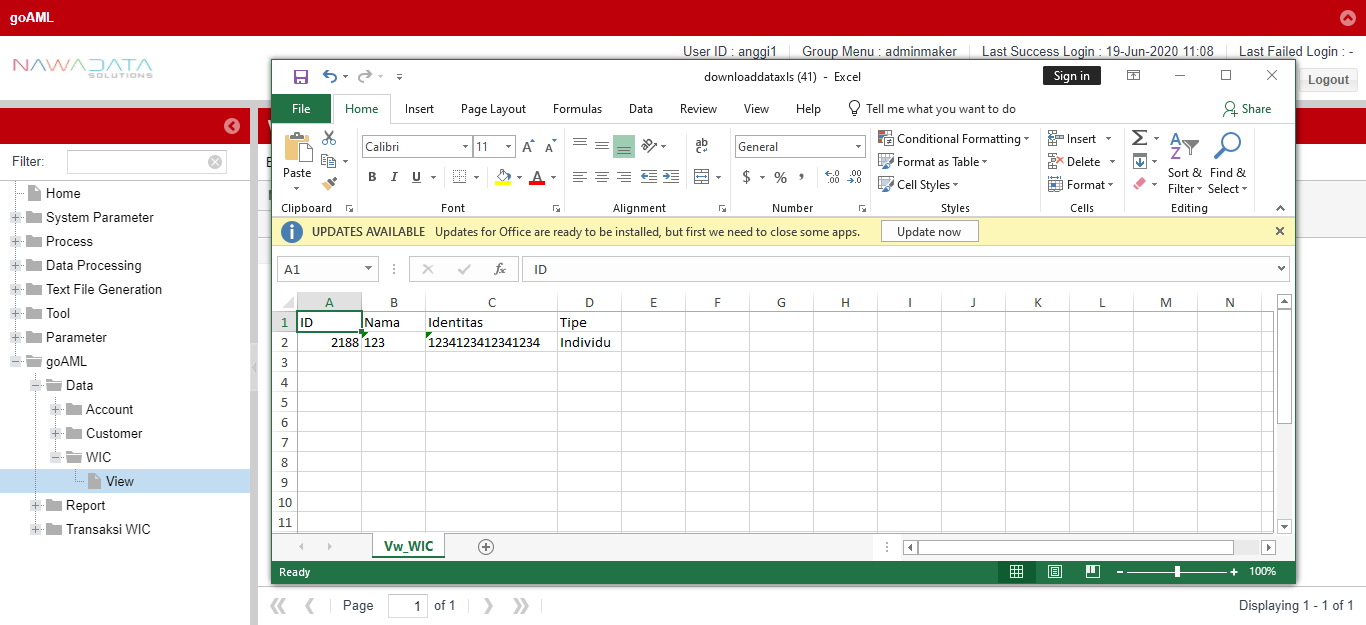 goAML
NAWADATA
SOLUTIONS
User ID : anggi1 Group Menu : adminmaker Last Success Login : 19-Jun-2020 11:08 Last Failed Login : -
Logout
downloaddataxls (41) - Excel
Sign in
File Home Insert Page Layout Formulas Data Review View Help Tell me what you want to do Share
Paste
Calibri 11
B I U A
ab
General
$ % , .00
Conditional Formatting
Format as Table
Cell Styles
Insert
Delete
Format
Sort & Filter
Find & Select
Clipboard Font Alignment Number Styles Cells Editing
UPDATES AVAILABLE Updates for Office are ready to be installed, but first we need to close some apps. Update now
A1 fx ID
A B C D E F G H I J K L M N
1 ID Nama Identitas Tipe
2 2188 123 1234123412341234 Individu
3
4
5
6
7
8
9
10
11
Vw_WIC
Ready 100%
Filter:
Home
System Parameter
Process
Data Processing
Text File Generation
Tool
Parameter
goAML
Data
Account
Customer
WIC
View
Report
Transaksi WIC
Page 1 of 1 Displaying 1 - 1 of 1